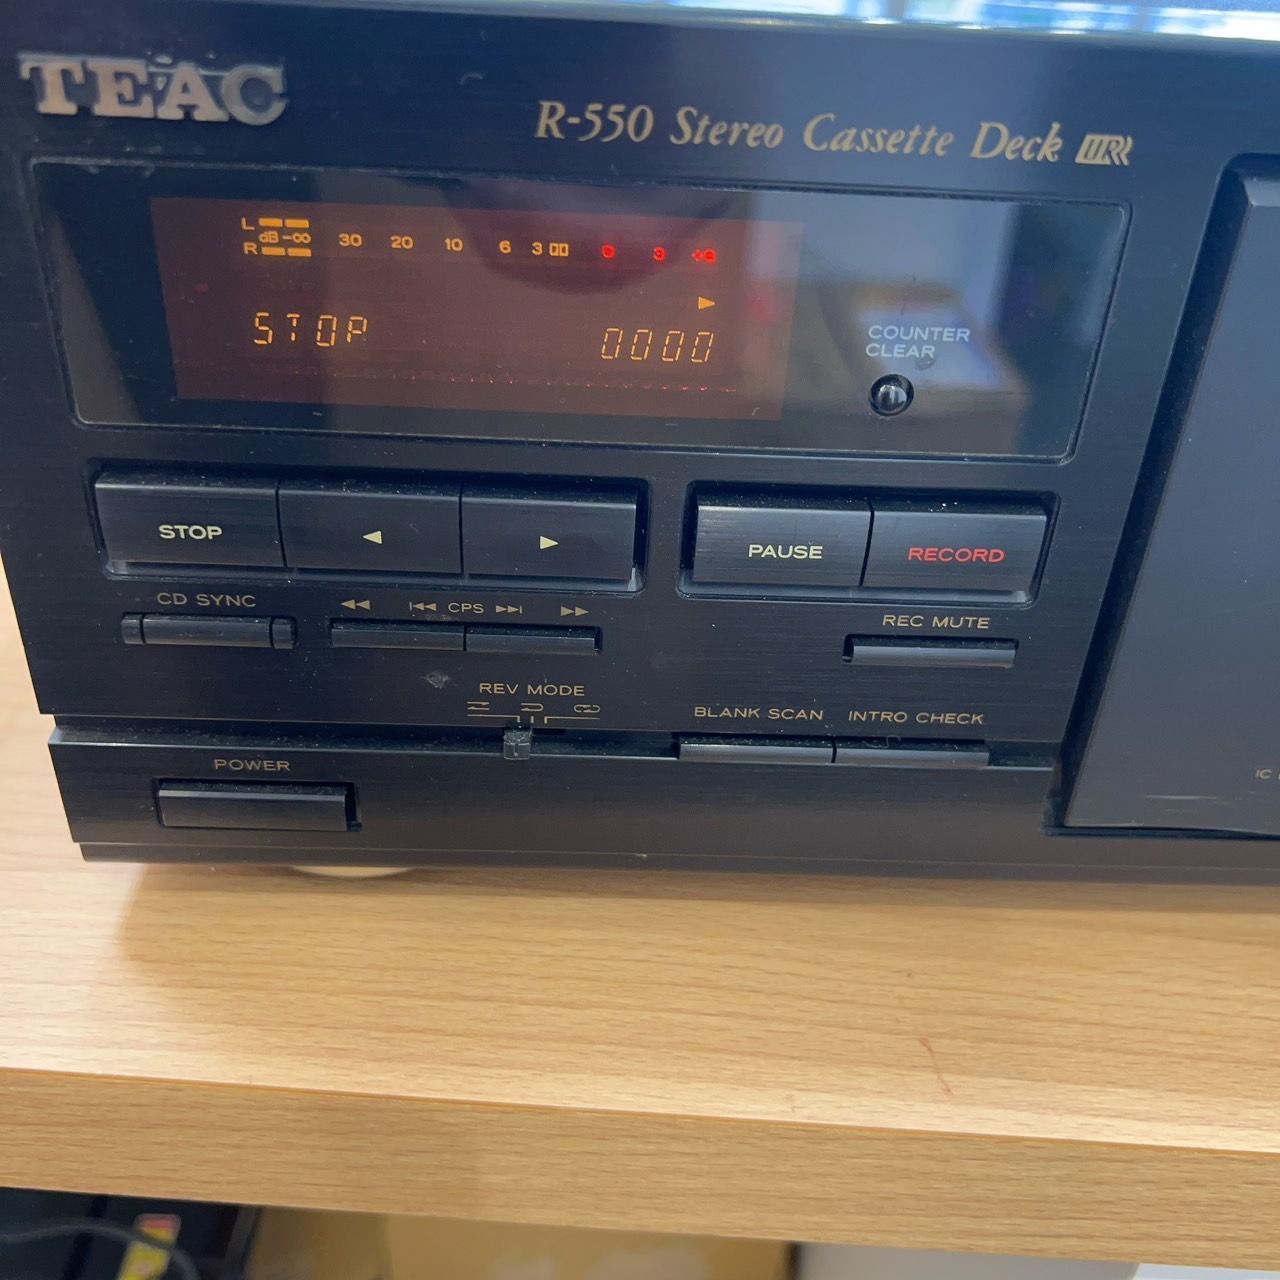 TEAC
R-550 Stereo Cassette Deck
L
dB -∞ 30 20 10 6 3 0 3 +6
R
STOP 0000
COUNTER
CLEAR
STOP PAUSE RECORD
CD SYNC CPS
REC MUTE
REV MODE
BLANK SCAN INTRO CHECK
POWER
IC